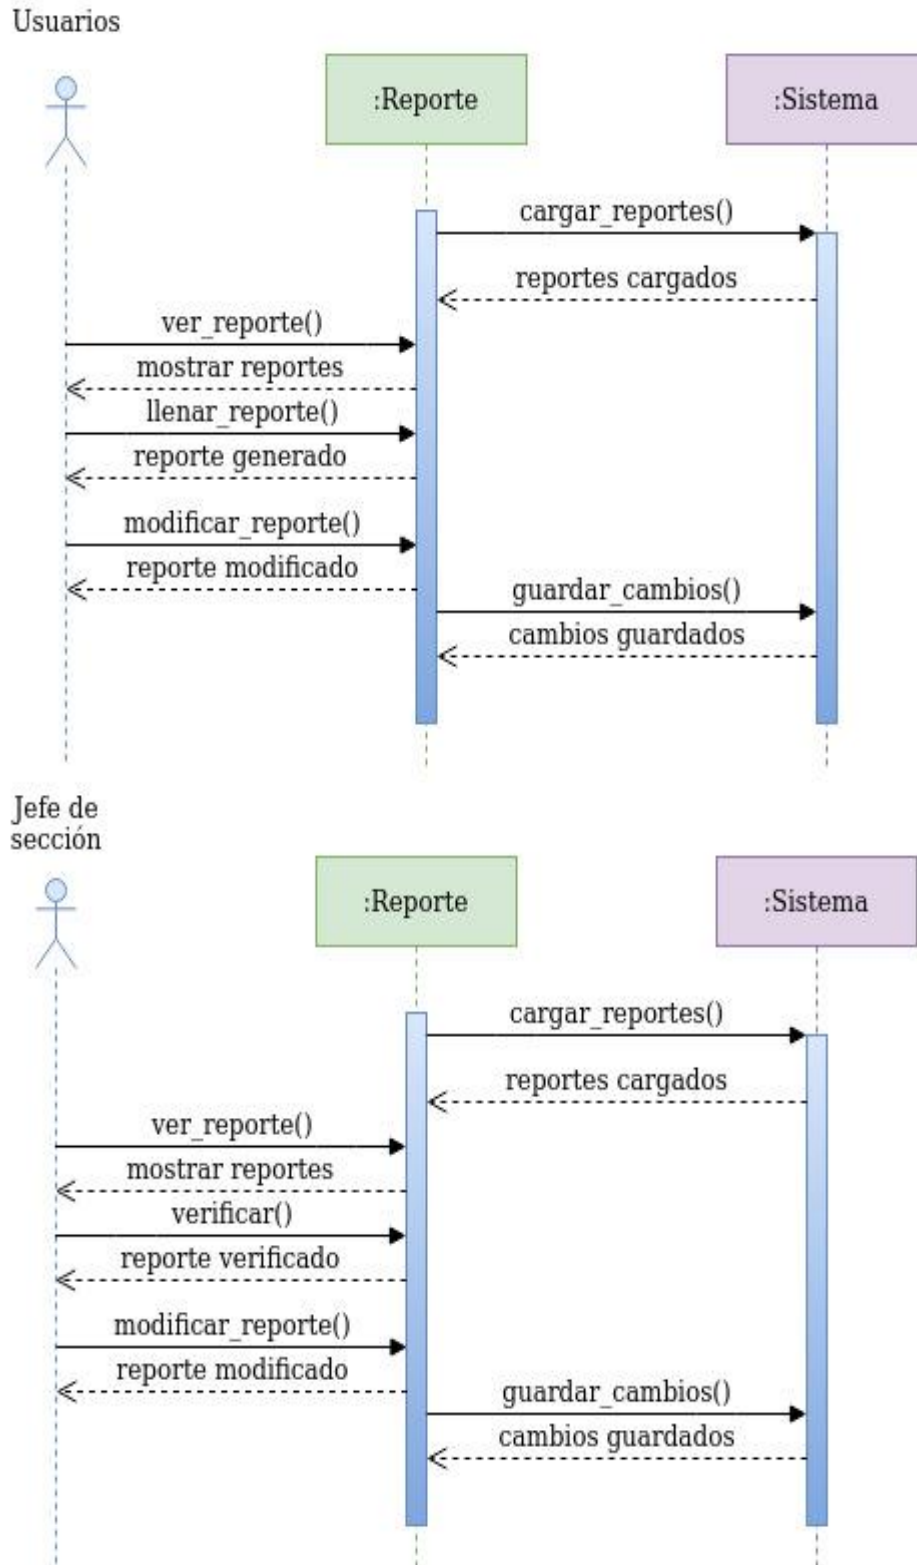 Usuarios
:Reporte
:Sistema
cargar_reportes()
reportes cargados
ver_reporte()
mostrar reportes
llenar_reporte()
reporte generado
modificar_reporte()
reporte modificado
guardar_cambios()
cambios guardados
Jefe de
sección
:Reporte
:Sistema
cargar_reportes()
reportes cargados
ver_reporte()
mostrar reportes
verificar()
reporte verificado
modificar_reporte()
reporte modificado
guardar_cambios()
cambios guardados